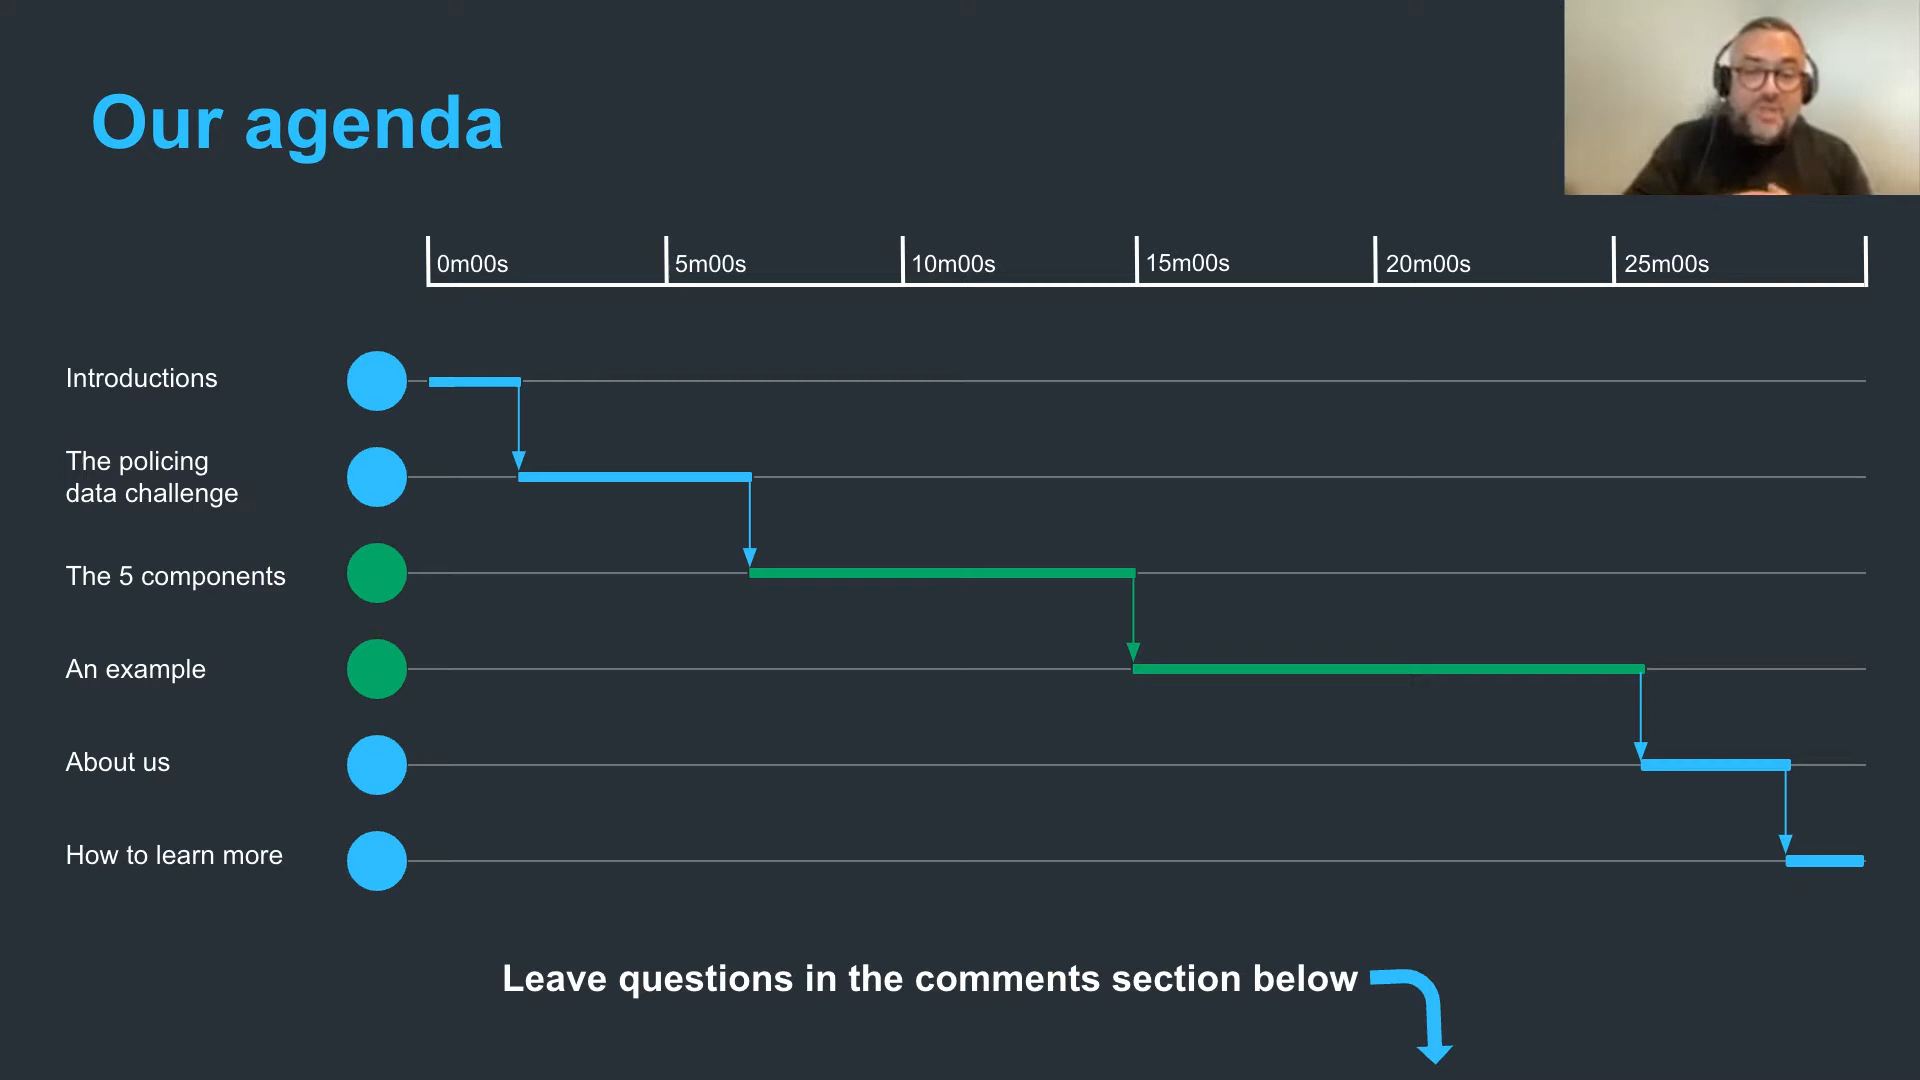 Our agenda
0m00s
5m00s
10m00s
15m00s
20m00s
25m00s
Introductions
The policing
data challenge
The 5 components
An example
About us
How to learn more
Leave questions in the comments section below